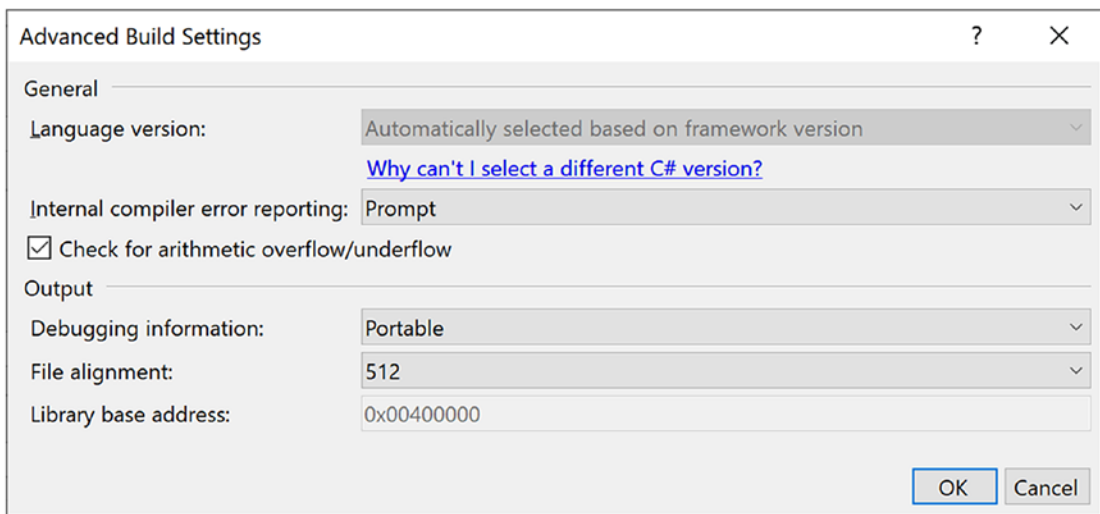 Advanced Build Settings ?
General
Language version: Automatically selected based on framework version
Why can't I select a different C# version?
Internal compiler error reporting: Prompt
Check for arithmetic overflow/underflow
Output
Debugging information: Portable
File alignment: 512
Library base address: 0x00400000
OK Cancel